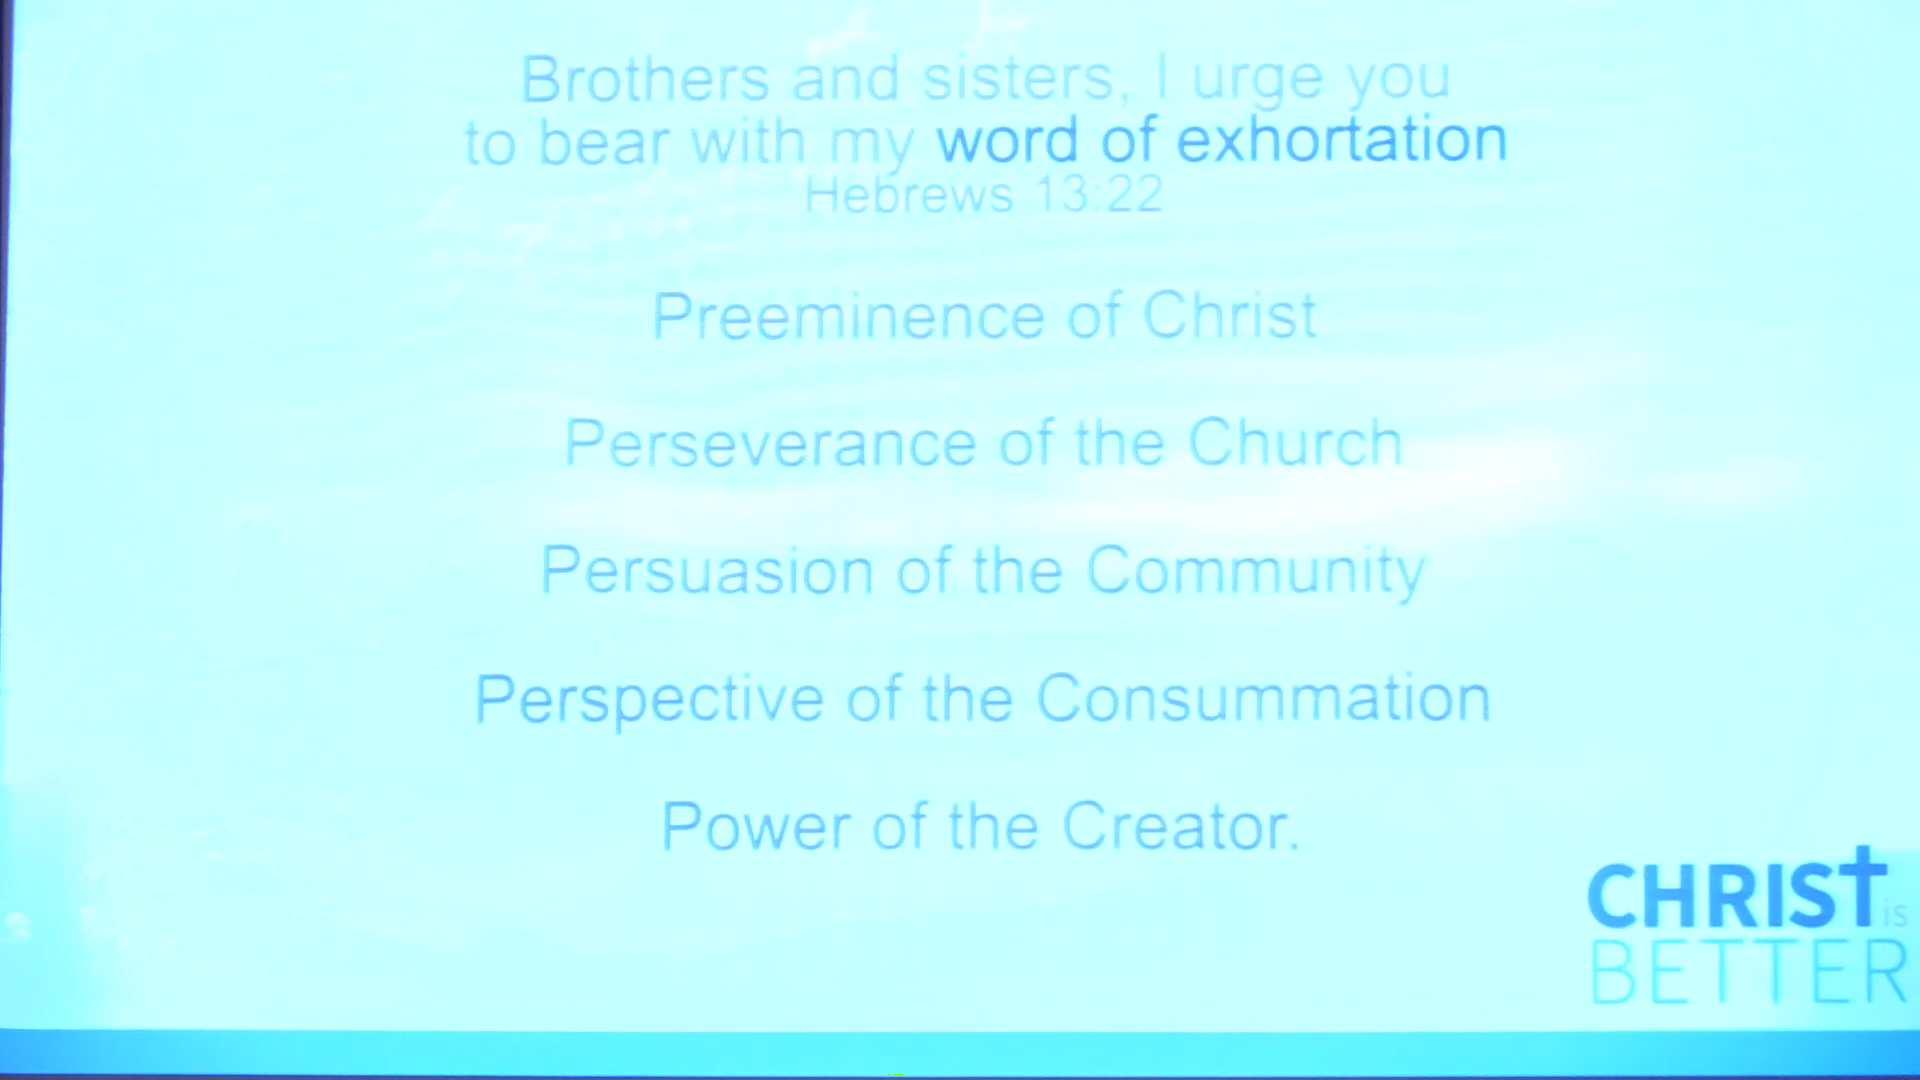 Brothers and sisters, I urge you
to bear with my word of exhortation
Hebrews 13:22
Preeminence of Christ
Perseverance of the Church
Persuasion of the Community
Perspective of the Consummation
Power of the Creator.
CHRIST is
BETTER